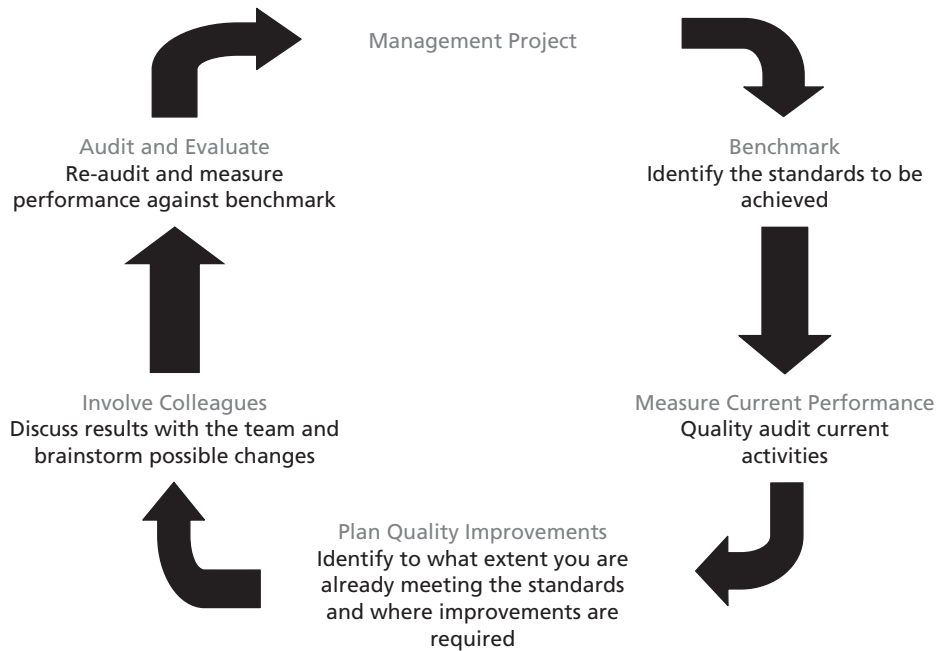 Management Project
Benchmark
Identify the standards to be
achieved
Measure Current Performance
Quality audit current
activities
Plan Quality Improvements
Identify to what extent you are
already meeting the standards
and where improvements are
required
Involve Colleagues
Discuss results with the team and
brainstorm possible changes
Audit and Evaluate
Re-audit and measure
performance against benchmark